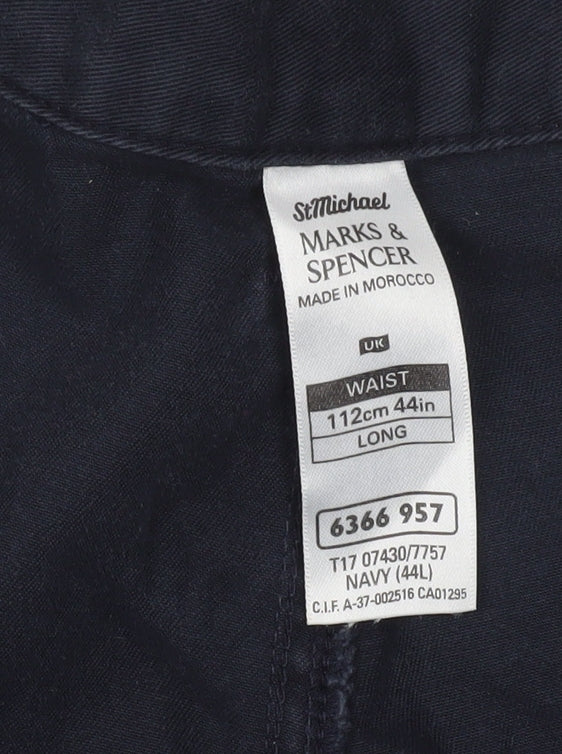 StMichael
MARKS &
SPENCER
MADE IN MOROCCO
UK
WAIST
112cm 44in
LONG
6366 957
T17 07430/7757
NAVY (44L)
C.I.F. A-37-002516 CA01295